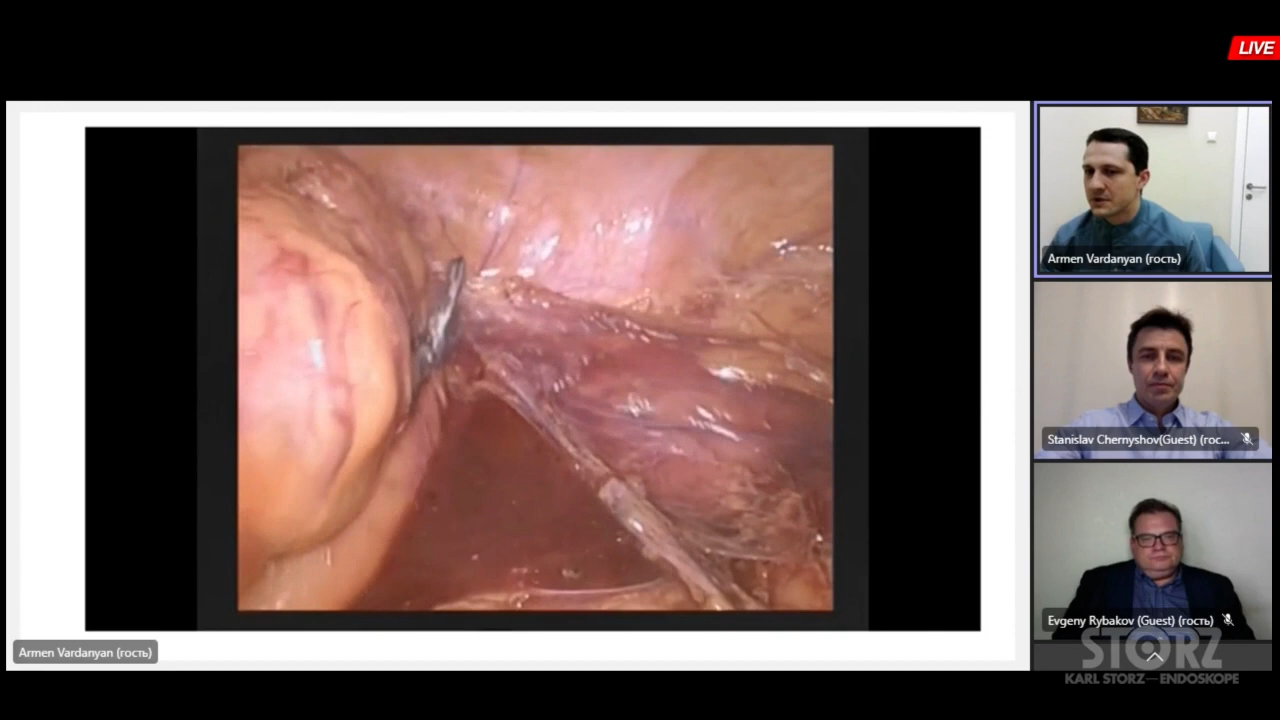 LIVE
Armen Vardanyan (гость)
Stanislav Chernyshov(Guest) (гос...
Evgeny Rybakov (Guest) (гость)
Armen Vardanyan (гость)
STORZ
KARL STORZ—ENDOSKOPE